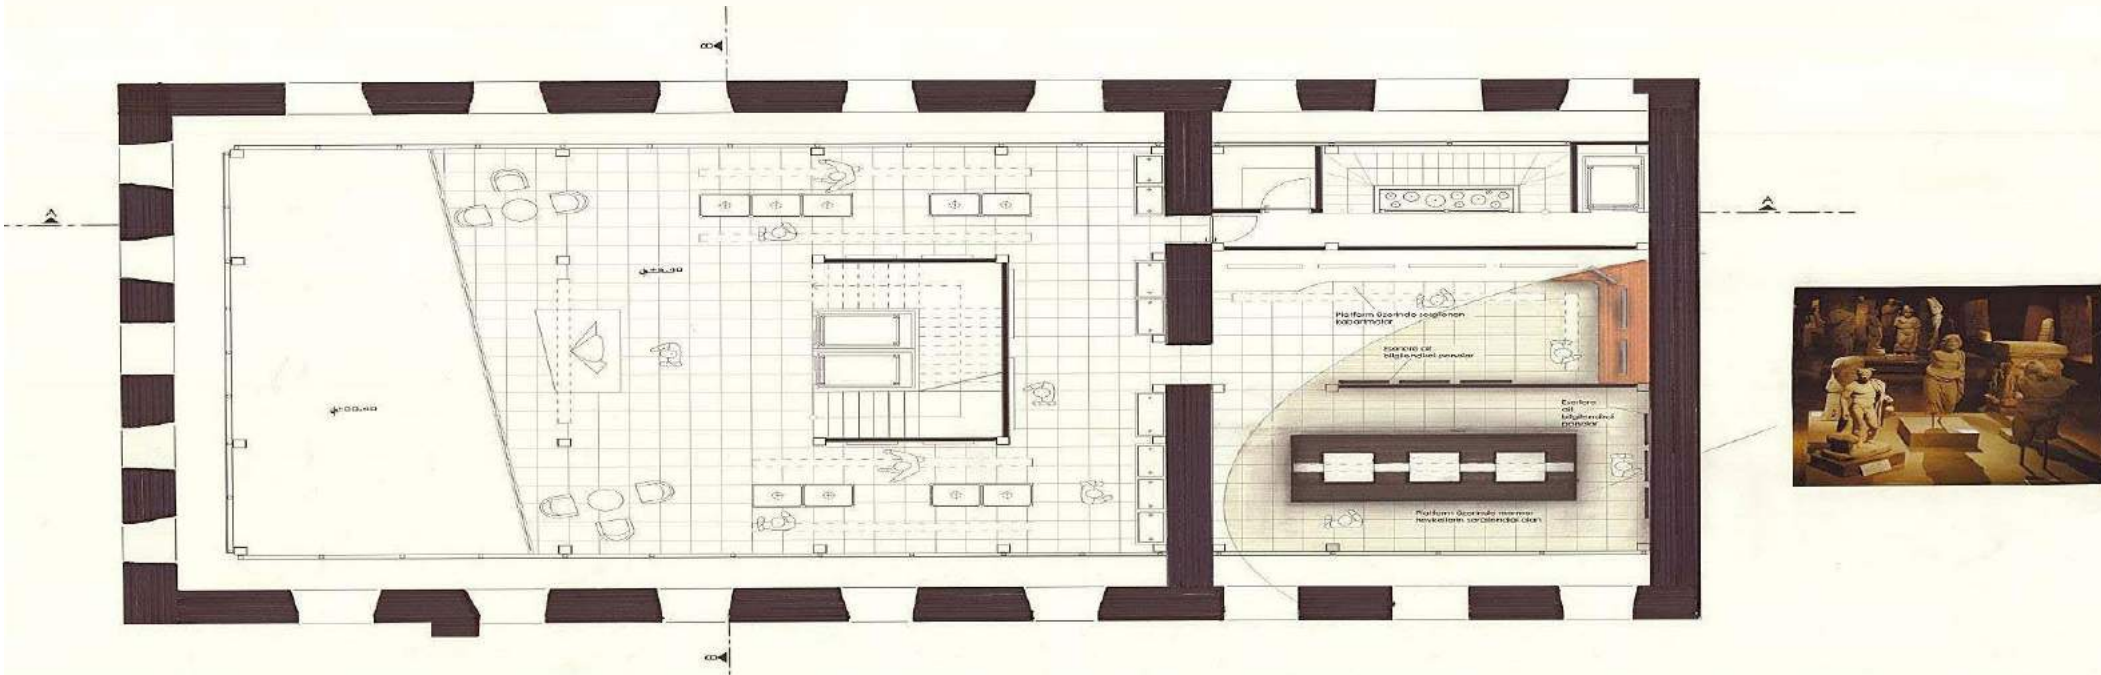 B
A
A
Platform üzerinde sergilenen
kabartmalar
Eserlere ait
bilgilendirici panolar
Eserlere
ait
bilgilendirici
panolar
Platform üzerinde mermer
heykellerin sergilendiği alan
B